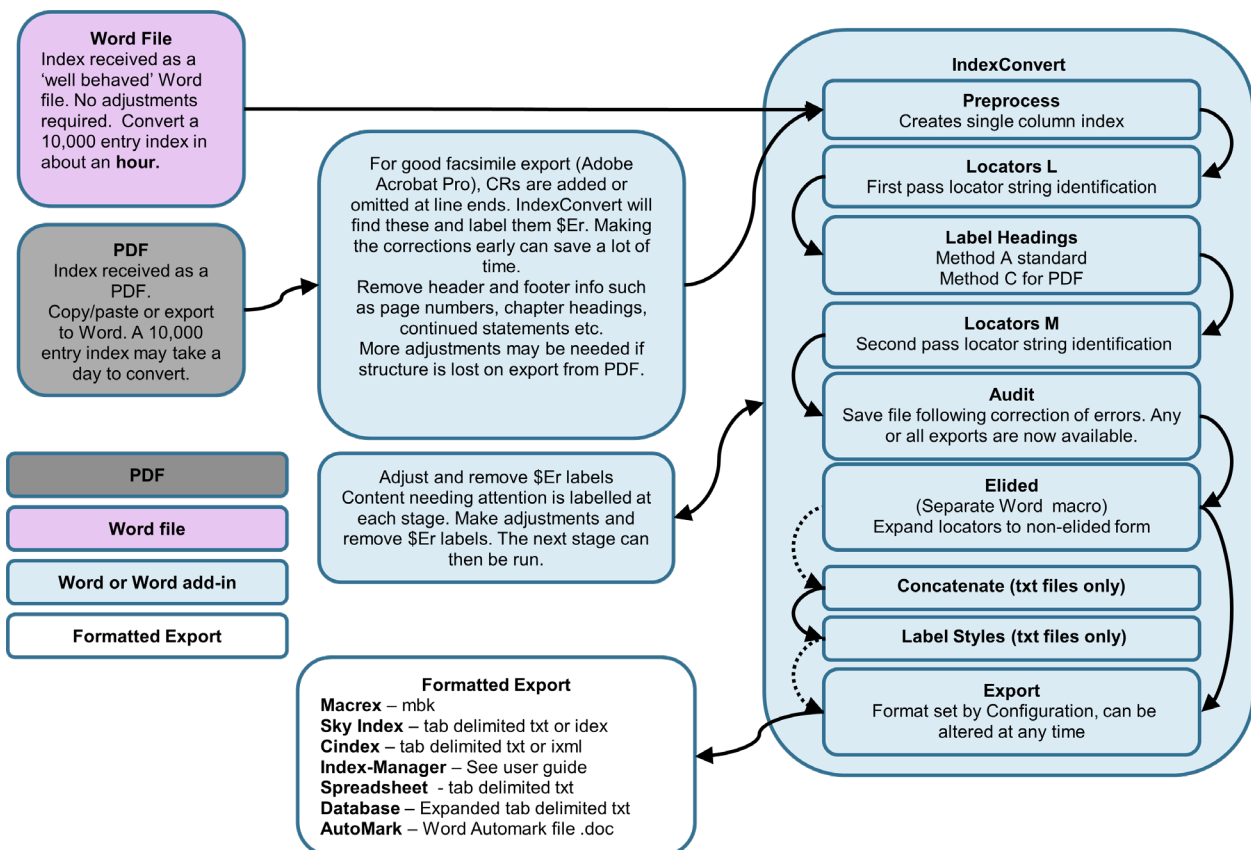 Word File
Index received as a
‘well behaved’ Word
file. No adjustments
required.  Convert a
10,000 entry index in
about an hour.
PDF
Index received as a
PDF.
Copy/paste or export
to Word. A 10,000
entry index may take a
day to convert.
For good facsimile export (Adobe
Acrobat Pro), CRs are added or
omitted at line ends. IndexConvert will
find these and label them $Er. Making
the corrections early can save a lot of
time.
Remove header and footer info such
as page numbers, chapter headings,
continued statements etc.
More adjustments may be needed if
structure is lost on export from PDF.
Adjust and remove $Er labels
Content needing attention is labelled at
each stage. Make adjustments and
remove $Er labels. The next stage can
then be run.
PDF
Word file
Word or Word add-in
Formatted Export
IndexConvert
Preprocess
Creates single column index
Locators L
First pass locator string identification
Label Headings
Method A standard
Method C for PDF
Locators M
Second pass locator string identification
Audit
Save file following correction of errors. Any
or all exports are now available.
Elided
(Separate Word  macro)
Expand locators to non-elided form
Concatenate (txt files only)
Label Styles (txt files only)
Export
Format set by Configuration, can be
altered at any time
Formatted Export
Macrex – mbk
Sky Index – tab delimited txt or idex
Cindex – tab delimited txt or ixml
Index-Manager – See user guide
Spreadsheet  - tab delimited txt
Database – Expanded tab delimited txt
AutoMark – Word Automark file .doc